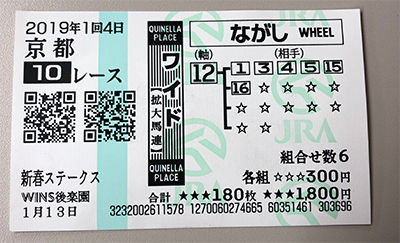 2019年1回4日
京都
10レース
新春ステークス
WINS後楽園
1月13日
QUINELLA PLACE
ワイド
(拡大馬連)
QUINELLA PLACE
ながし WHEEL
(軸) (相手)
12 1 3 4 5 15
16 ☆ ☆ ☆ ☆
☆ ☆ ☆ ☆ ☆
☆ ☆
JRA
組合せ数6
各組 ☆☆☆☆300円
合計 ★★★180枚 ★★★1,800円
3232002611578 1270060274665 60351461 303696